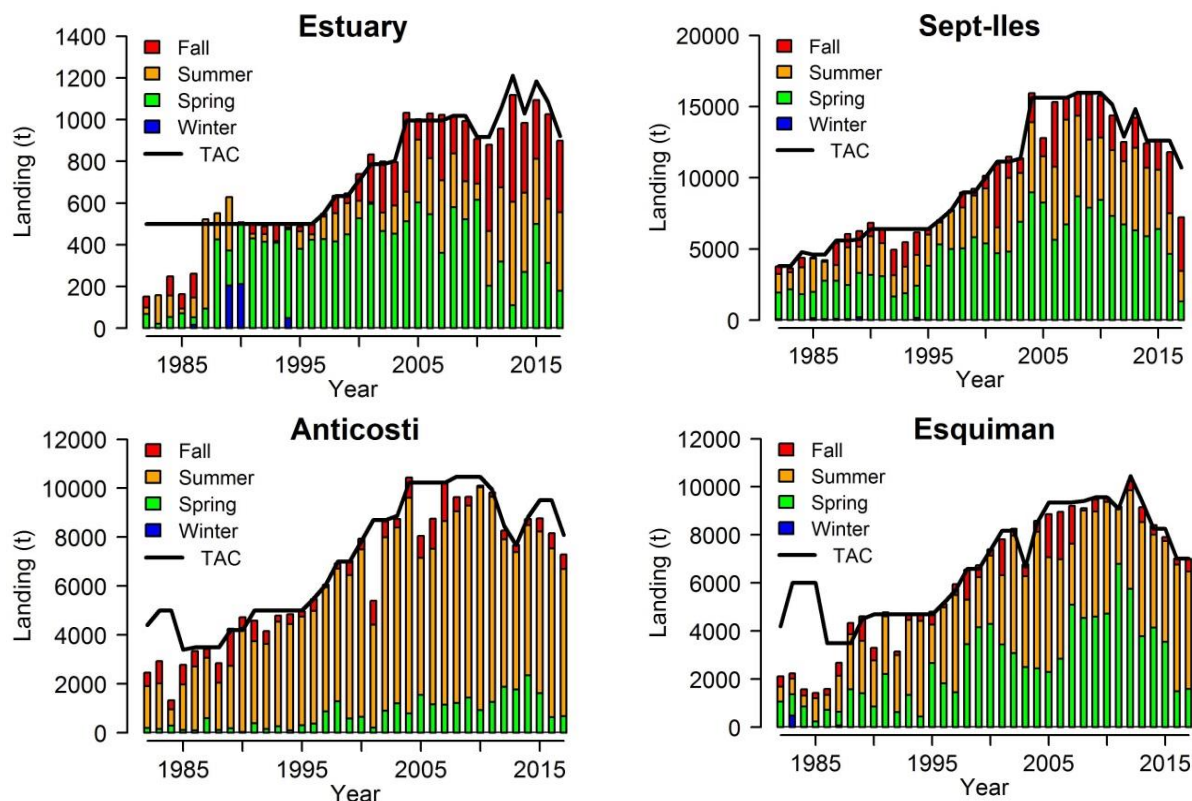 Estuary
Landing (t)
1400
1200
1000
800
600
400
200
0
Fall
Summer
Spring
Winter
TAC
1985
1995
2005
2015
Year
Sept-Iles
Landing (t)
20000
15000
10000
5000
0
Fall
Summer
Spring
Winter
TAC
1985
1995
2005
2015
Year
Anticosti
Landing (t)
12000
10000
8000
6000
4000
2000
0
Fall
Summer
Spring
Winter
TAC
1985
1995
2005
2015
Year
Esquiman
Landing (t)
12000
10000
8000
6000
4000
2000
0
Fall
Summer
Spring
Winter
TAC
1985
1995
2005
2015
Year